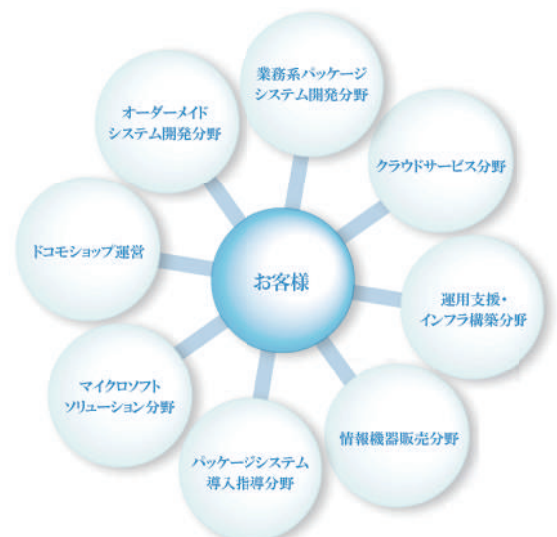 業務系パッケージ
システム開発分野
オーダーメイド
システム開発分野
クラウドサービス分野
ドコモショップ運営
お客様
運用支援・
インフラ構築分野
マイクロソフト
ソリューション分野
情報機器販売分野
パッケージシステム
導入指導分野